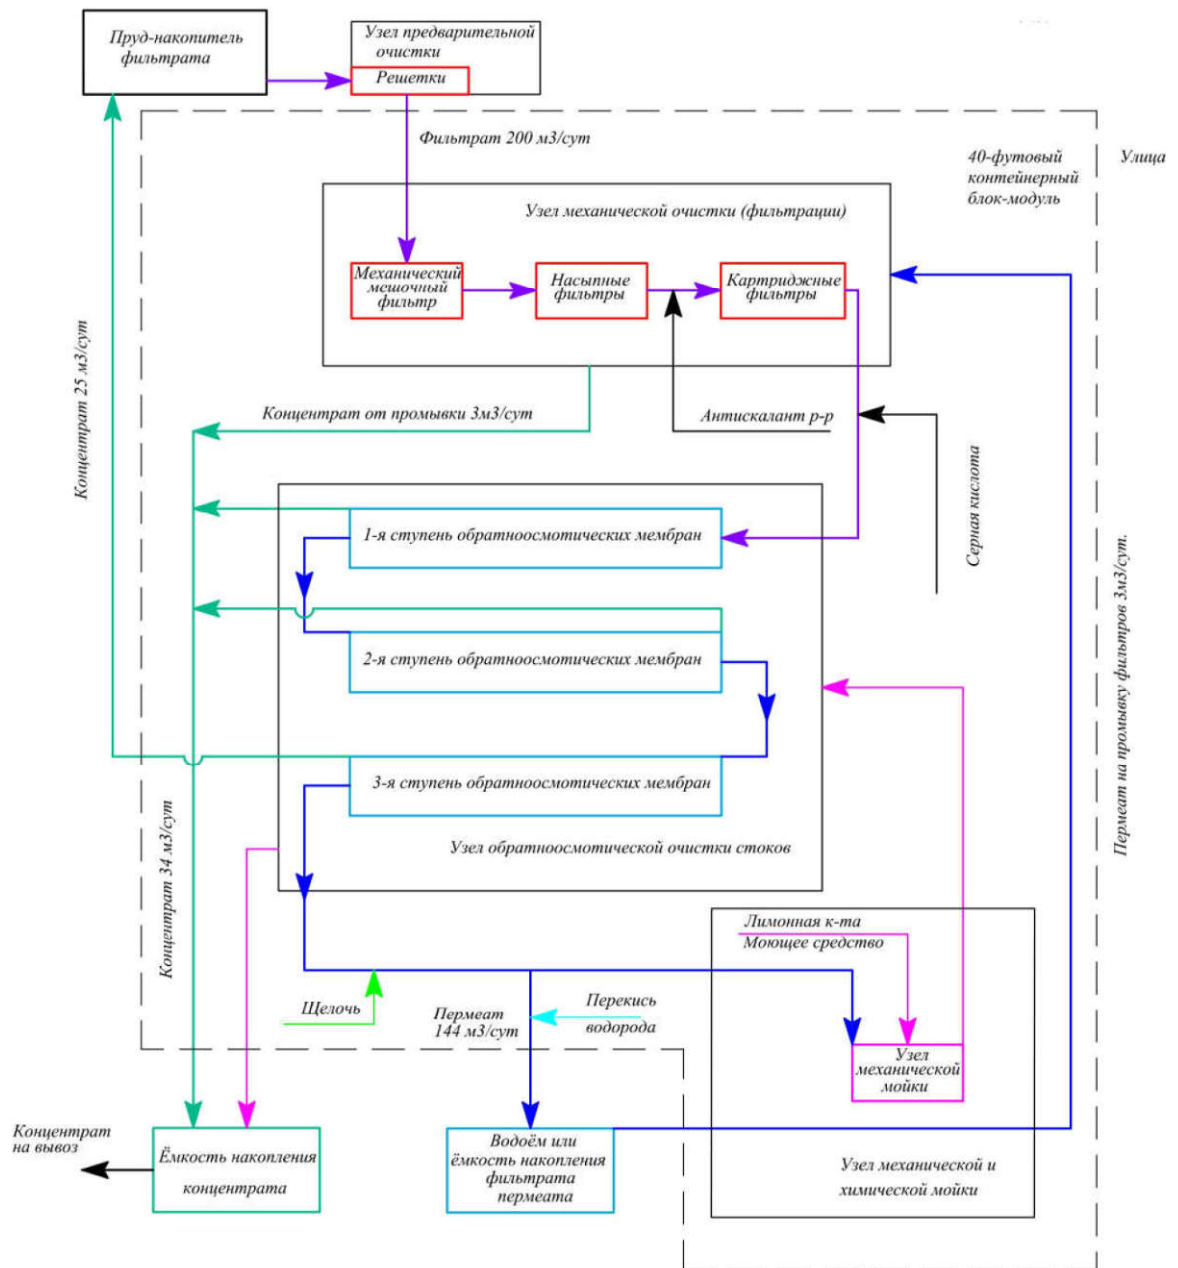 Пруд-накопитель
фильтрата
Узел предварительной
очистки
Решетки
Фильтрат 200 м3/сут
40-футовый
контейнерный
блок-модуль
Улица
Узел механической очистки (фильтрации)
Механический
мешочный
фильтр
Насыпные
фильтры
Картриджные
фильтры
Концентрат 25 м3/сут
Концентрат от промывки 3м3/сут
Антискалант р-р
Серная кислота
Пермеат на промывку фильтров 3м3/сут.
1-я ступень обратноосмотических мембран
2-я ступень обратноосмотических мембран
3-я ступень обратноосмотических мембран
Узел обратноосмотической очистки стоков
Концентрат 34 м3/сут
Лимонная к-та
Моющее средство
Щелочь
Пермеат
144 м3/сут
Перекись
водорода
Узел
механической
мойки
Концентрат
на вывоз
Ёмкость накопления
концентрата
Водоём или
ёмкость накопления
фильтрата
пермеата
Узел механической и
химической мойки